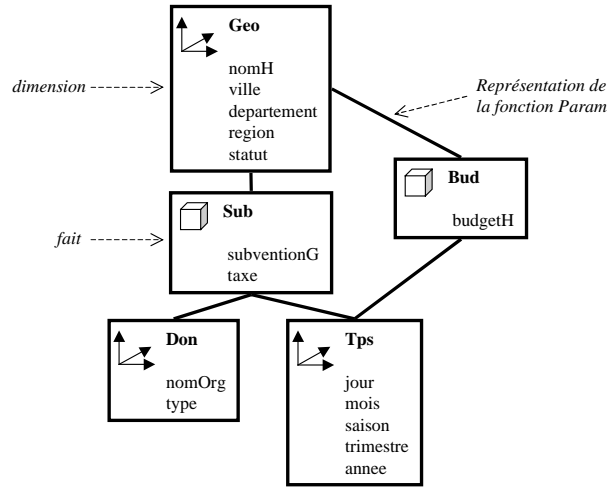 Geo
nomH
ville
departement
region
statut
dimension
Représentation de
la fonction Param
Bud
budgetH
Sub
subventionG
taxe
fait
Don
nomOrg
type
Tps
jour
mois
saison
trimestre
annee